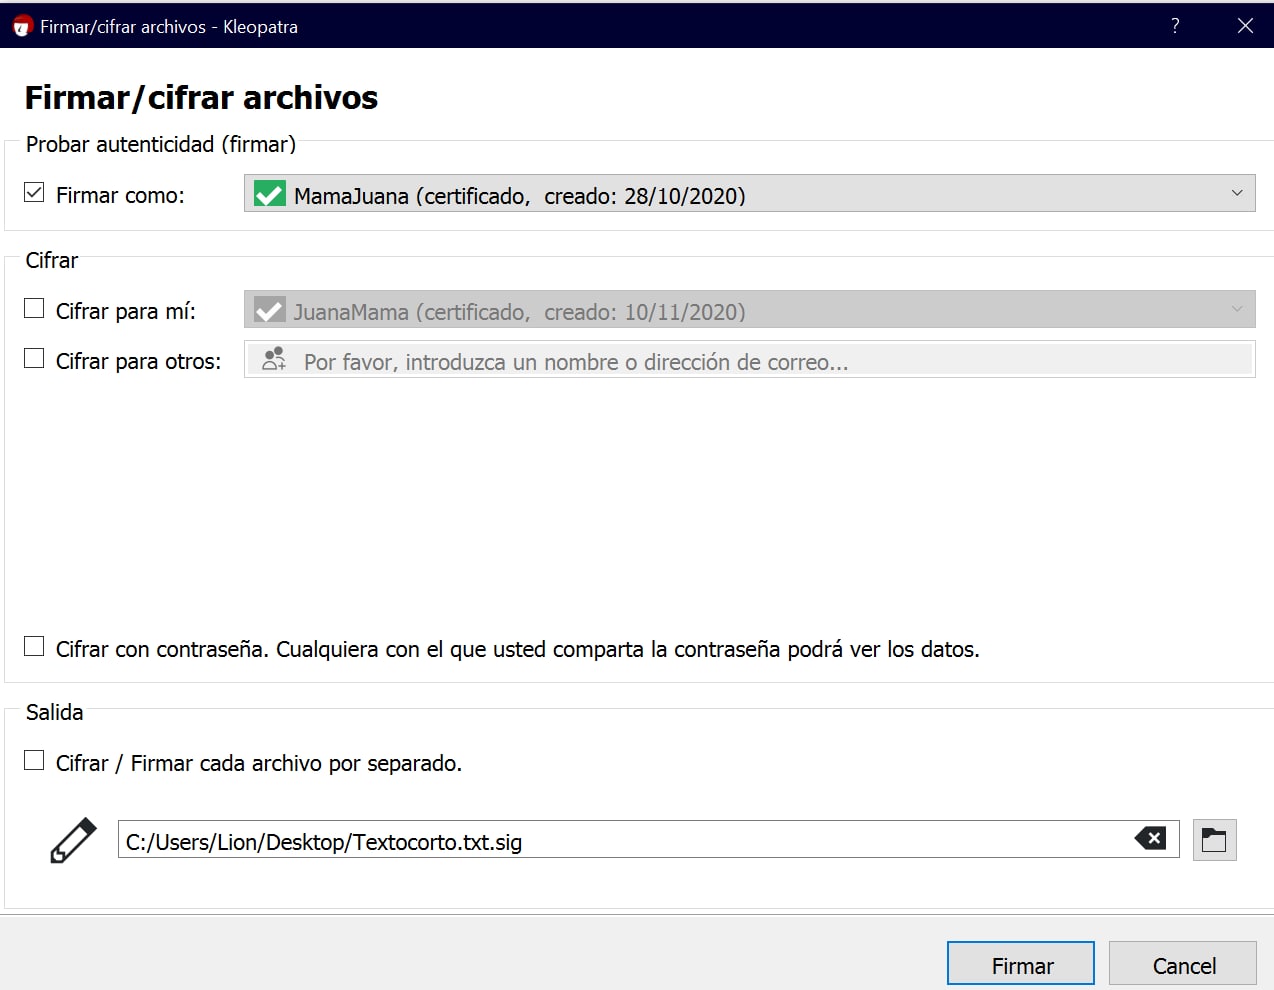 Firmar/cifrar archivos - Kleopatra
?
Firmar/cifrar archivos
Probar autenticidad (firmar)
Firmar como:
MamaJuana (certificado,  creado: 28/10/2020)
Cifrar
Cifrar para mí:
JuanaMama (certificado,  creado: 10/11/2020)
Cifrar para otros:
Por favor, introduzca un nombre o dirección de correo...
Cifrar con contraseña. Cualquiera con el que usted comparta la contraseña podrá ver los datos.
Salida
Cifrar / Firmar cada archivo por separado.
C:/Users/Lion/Desktop/Textocorto.txt.sig
Firmar
Cancel